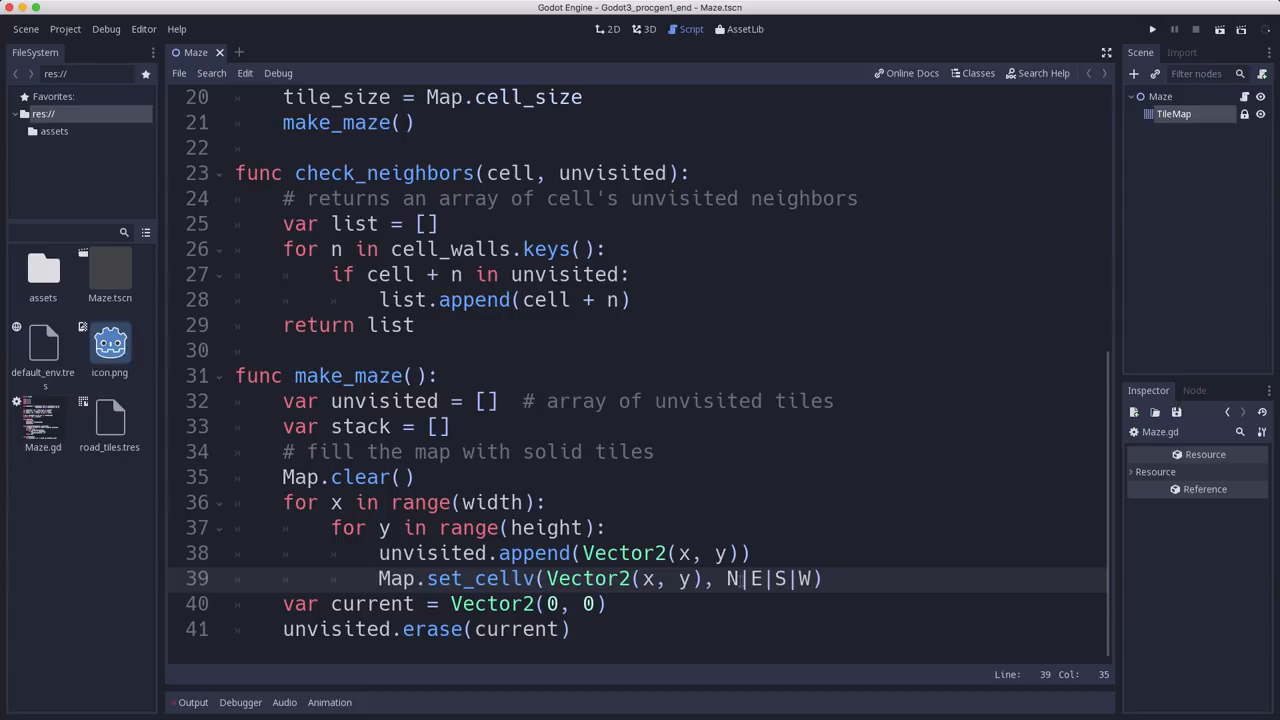 Godot Engine - Godot3_procgen1_end - Maze.tscn
Scene Project Debug Editor Help
2D 3D Script AssetLib
FileSystem
res://
Favorites:
res://
assets
assets
Maze.tscn
default_env.tre
s
icon.png
Maze.gd
road_tiles.tres
Maze
File Search Edit Debug
Online Docs Classes Search Help
20 tile_size = Map.cell_size
21 make_maze()
22
23 func check_neighbors(cell, unvisited):
24 # returns an array of cell's unvisited neighbors
25 var list = []
26 for n in cell_walls.keys():
27 if cell + n in unvisited:
28 list.append(cell + n)
29 return list
30
31 func make_maze():
32 var unvisited = []  # array of unvisited tiles
33 var stack = []
34 # fill the map with solid tiles
35 Map.clear()
36 for x in range(width):
37 for y in range(height):
38 unvisited.append(Vector2(x, y))
39 Map.set_cellv(Vector2(x, y), N|E|S|W)
40 var current = Vector2(0, 0)
41 unvisited.erase(current)
Line: 39 Col: 35
Output Debugger Audio Animation
Scene Import
Filter nodes
Maze
TileMap
Inspector Node
Maze.gd
Resource
Resource
Reference